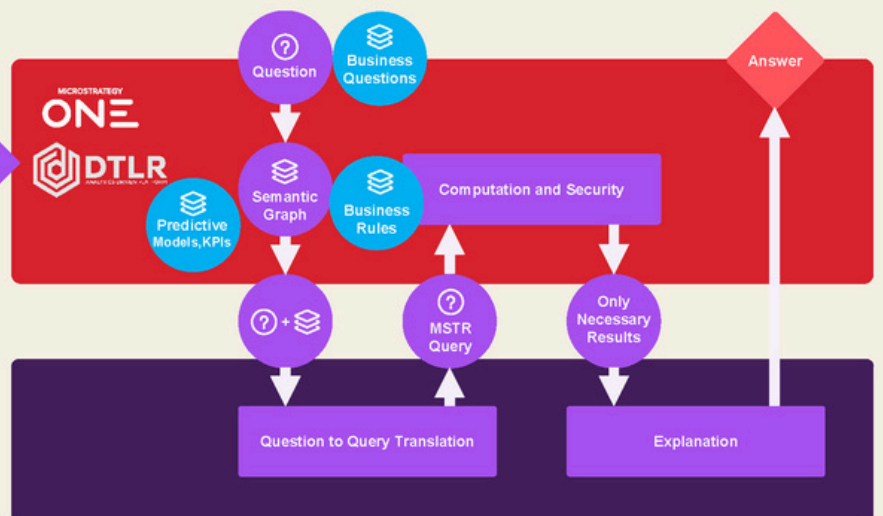 Question
Business
Questions
Answer
MICROSTRATEGY
ONE
DTLR
Semantic
Graph
Predictive
Models,KPIs
Business
Rules
Computation and Security
? + 
? 
MSTR
Query
Only
Necessary
Results
Question to Query Translation
Explanation